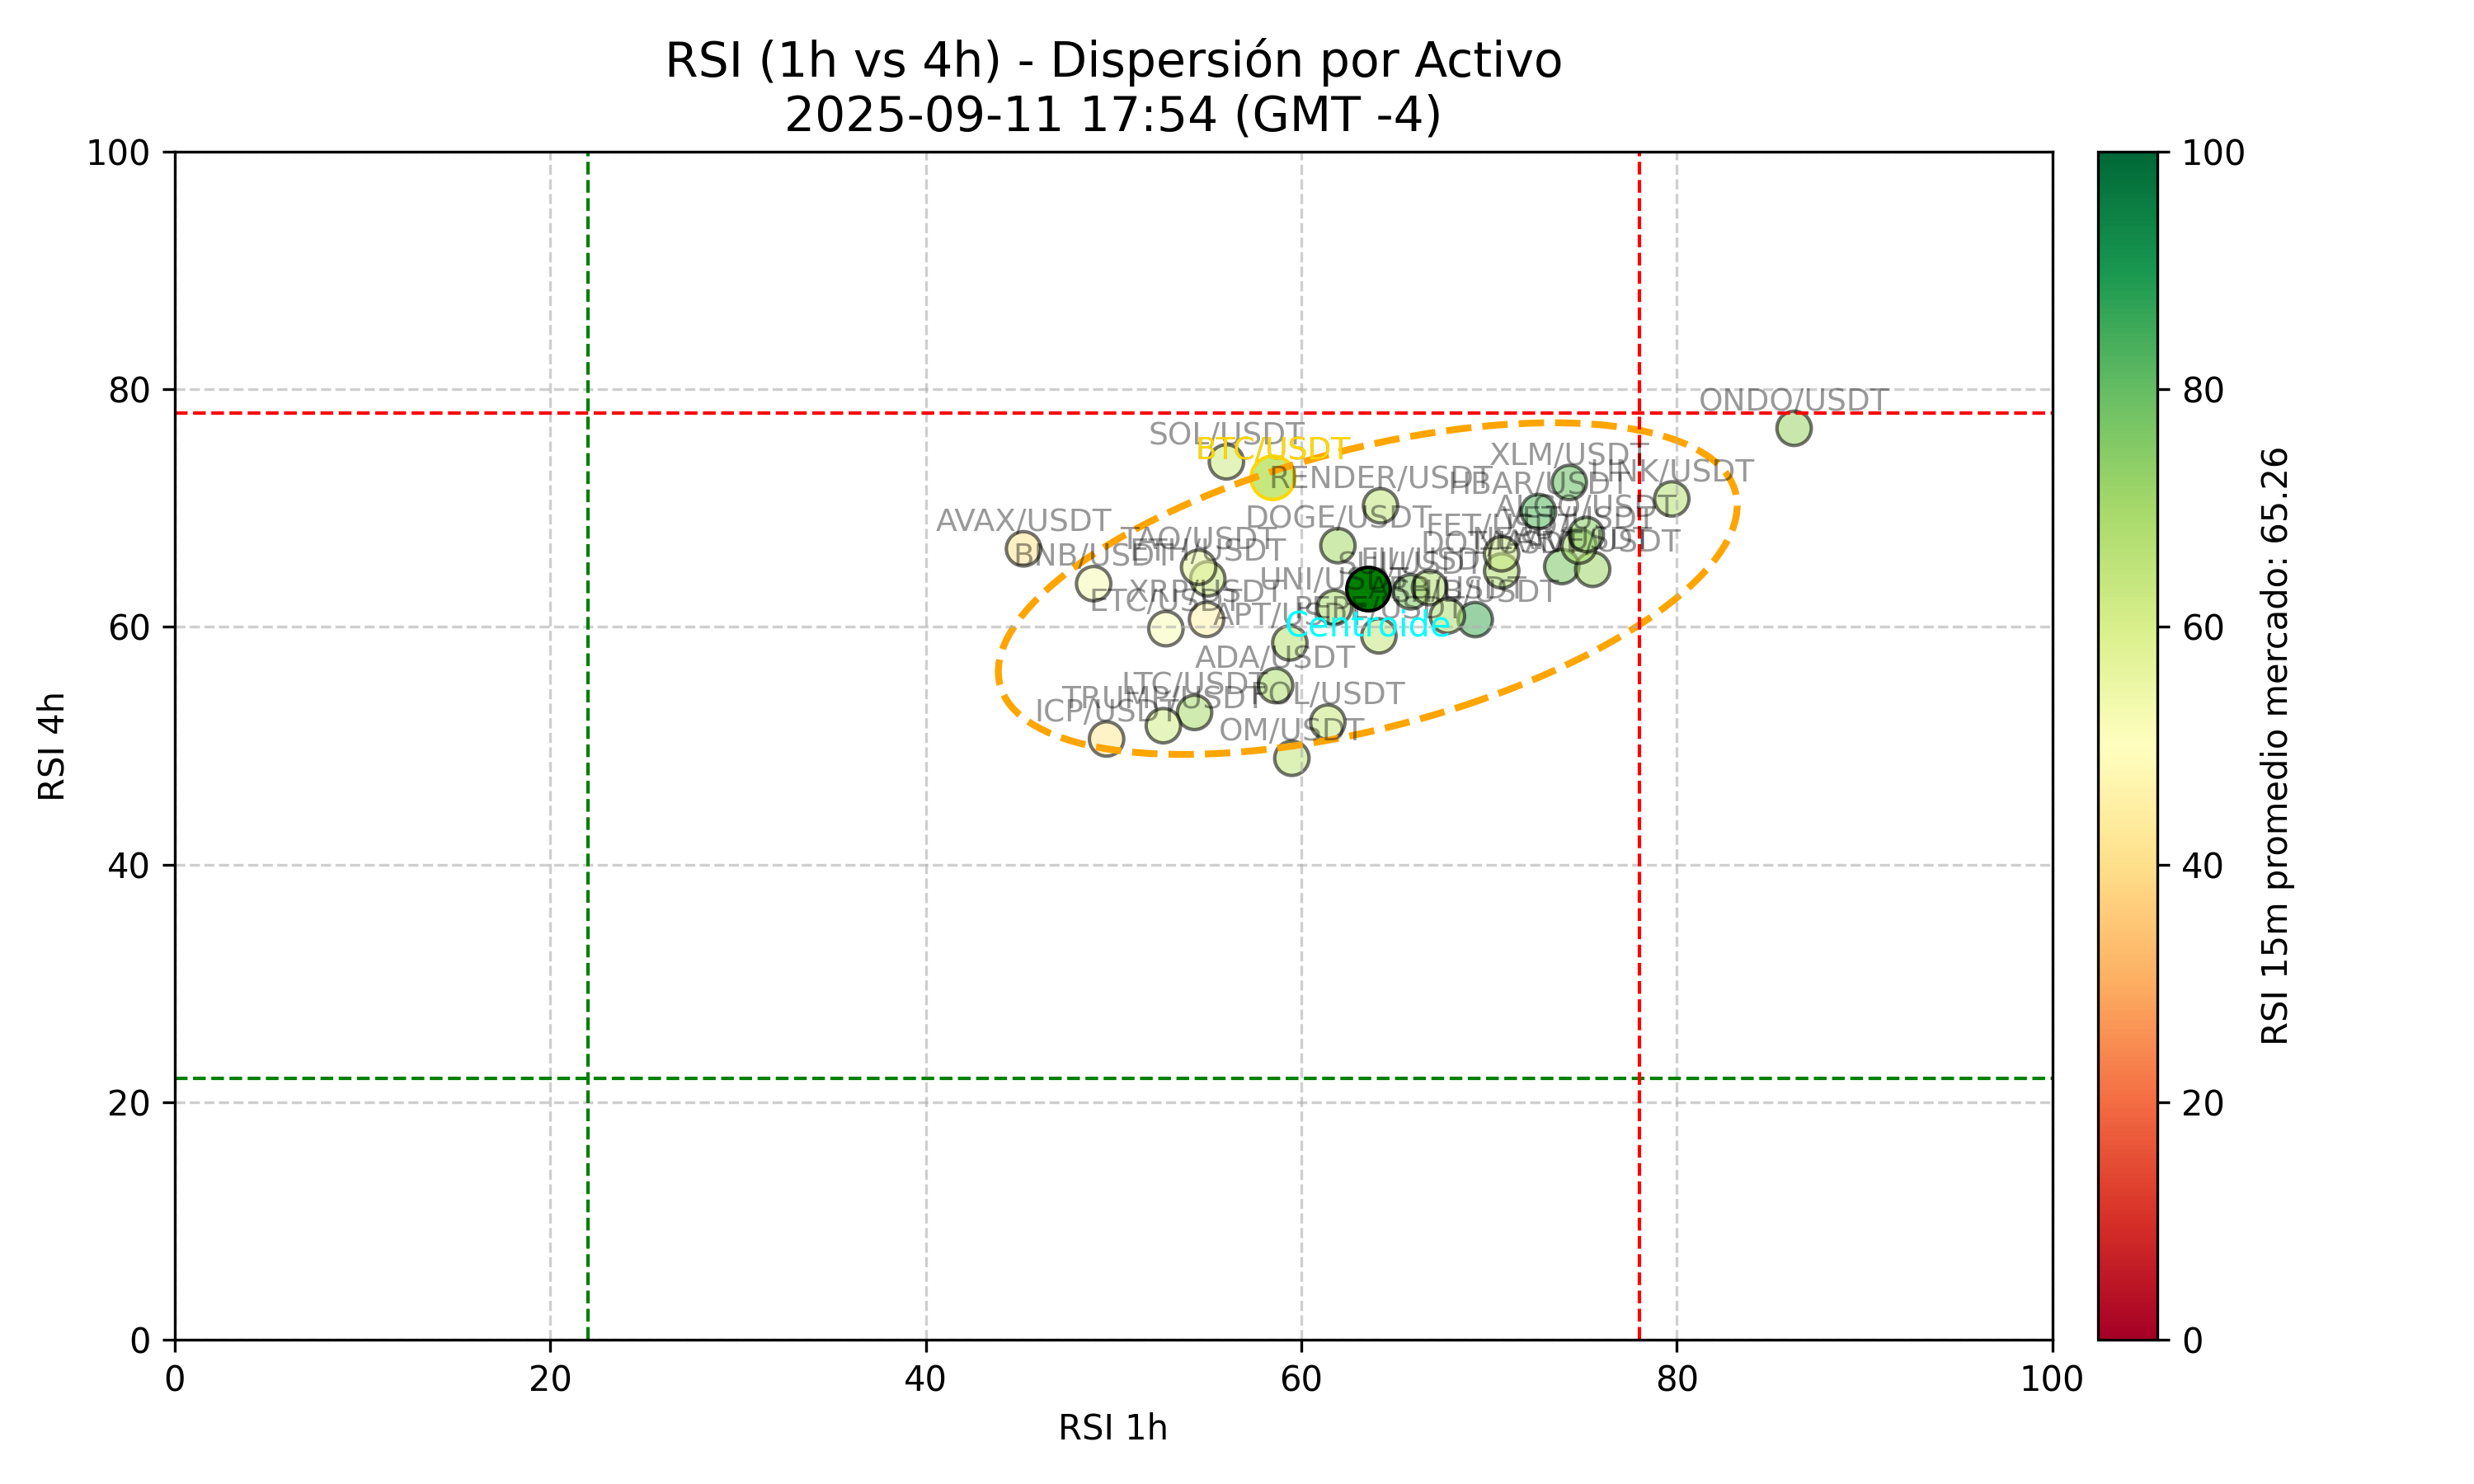 RSI (1h vs 4h) - Dispersión por Activo
2025-09-11 17:54 (GMT -4)
100
80
60
40
20
0
RSI 4h
0
20
40
60
80
100
RSI 1h
ONDO/USDT
SOL/USDT
BTC/USDT
XLM/USDT
LINK/USDT
RENDER/USDT
HBAR/USDT
AVAX/USDT
DOGE/USDT
TAO/USDT
BNB/USDT
ETH/USDT
UNI/USDT
XRP/USDT
ETC/USDT
APT/USDT
Centroide
ADA/USDT
LTC/USDT
TRUMP/USDT
POL/USDT
ICP/USDT
OM/USDT
100
80
60
40
20
0
RSI 15m promedio mercado: 65.26